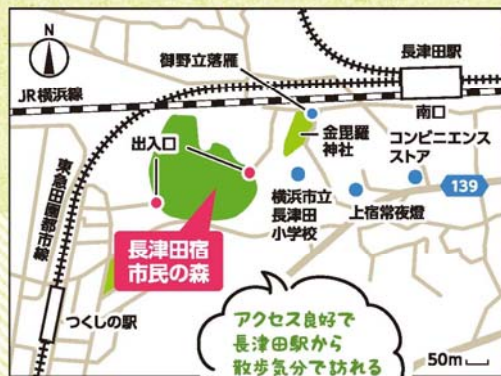 N
御野立落雁
長津田駅
JR横浜線
南口
出入口
金毘羅
神社
コンビニエンス
ストア
東急田園都市線
139
横浜市立
長津田
小学校
上宿常夜燈
長津田宿
市民の森
つくしの駅
アクセス良好で
長津田駅から
散歩気分で訪れる
50m